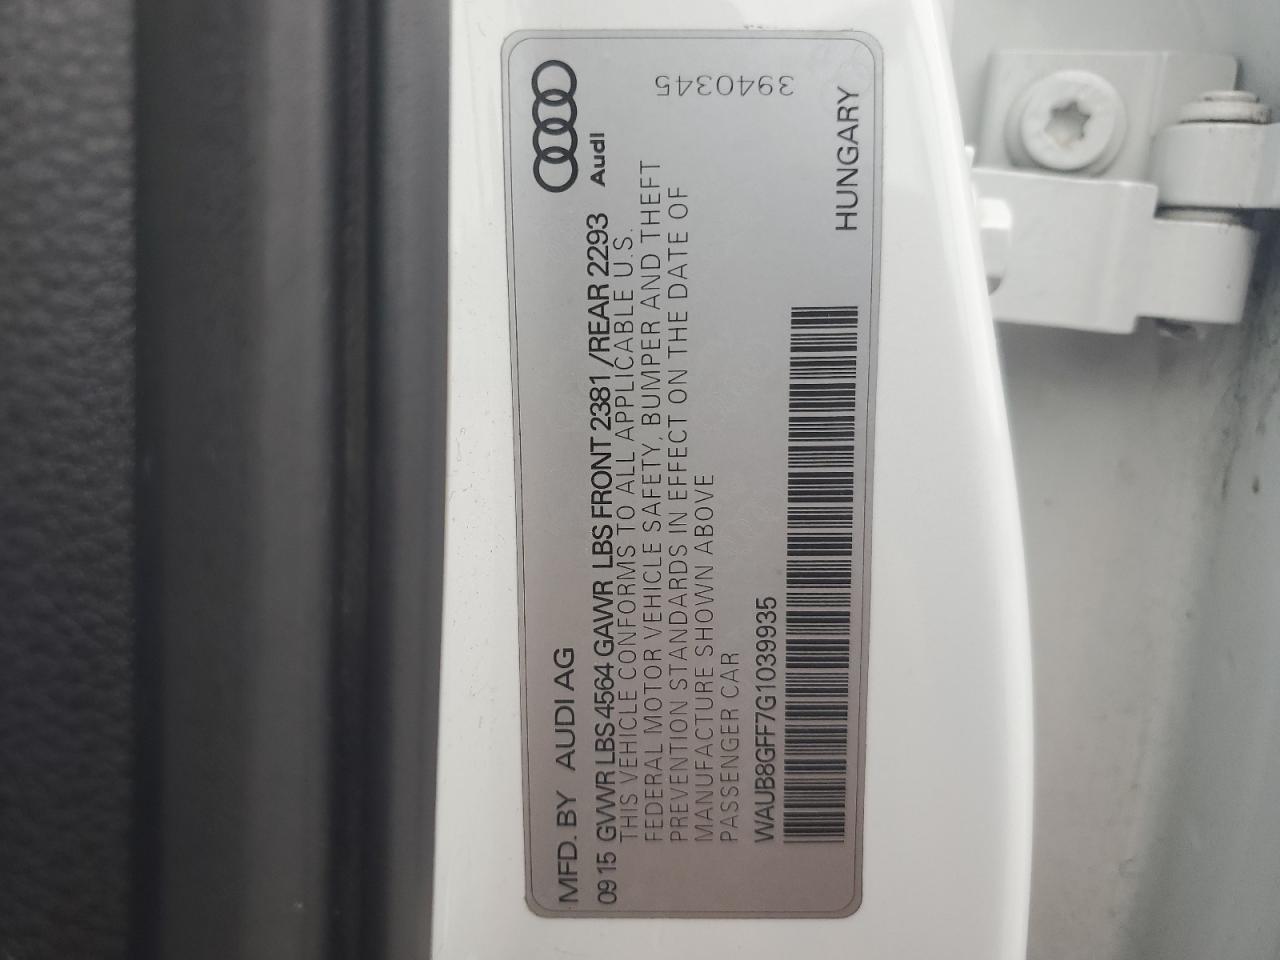 MFD. BY AUDI AG
Audi
09 15 GVWR LBS 4564 GAWR LBS FRONT 2381 / REAR 2293
THIS VEHICLE CONFORMS TO ALL APPLICABLE U.S.
FEDERAL MOTOR VEHICLE SAFETY, BUMPER AND THEFT
PREVENTION STANDARDS IN EFFECT ON THE DATE OF
MANUFACTURE SHOWN ABOVE
PASSENGER CAR
3940345
WAUB8GFF7G1039935
HUNGARY